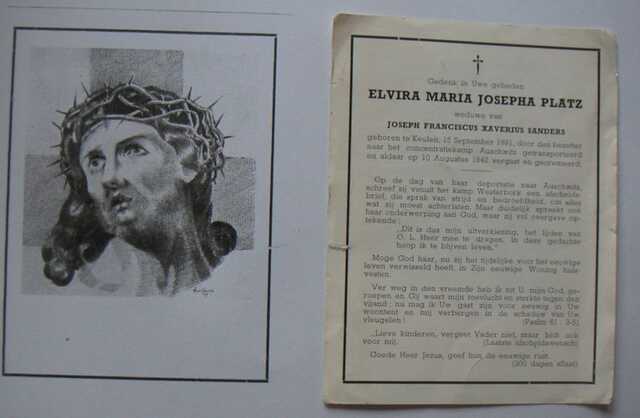 Gedenk in Uwe gebeden
ELVIRA MARIA JOSEPHA PLATZ
weduwe van
JOSEPH FRANCISCUS XAVERIUS SANDERS
geboren te Keulen, 15 September 1891, door den bezetter
naar het concentratiekamp Auschwitz getransporteerd
en aldaar op 10 Augustus 1942 vergast en gecremeerd.
Op de dag van haar deportatie naar Auschwitz,
schreef zij vanuit het kamp Westerbork een afscheids-
brief, die sprak van strijd en bedroefdheid, om alles
wat zij moest achterlaten. Maar duidelijk spraak ook
haar onderwerping aan God, waar zij vol overgave op-
tekende:
„Dit is dus mijn uitverkiezing, het lijden van
O. L. Heer mee te dragen. In deze gedachte
hoop ik te blijven leven."
Moge God haar, nu zij het tijdelijke voor het eeuwige
leven verwisseld heeft, in Zijn eeuwige Woning haar
vesten.
Ver weg in den vreemde heb ik tot U, mijn God, ge-
roepen en Gij waart mijn toevlucht en sterkte tegen den
vijand; nu mag ik Uw gast zijn voor eeuwig in Uw
woontent en mij verbergen in de schaduw van Uw
vleugelen! (Psalm 61 : 3-5)
„Lieve kinderen, vergeet Vader niet, maar bidt ook
voor mij. (Laatste afscheidswensch)
Goede Heer Jezus, geef hun de eeuwige rust.
(300 dagen aflaat)